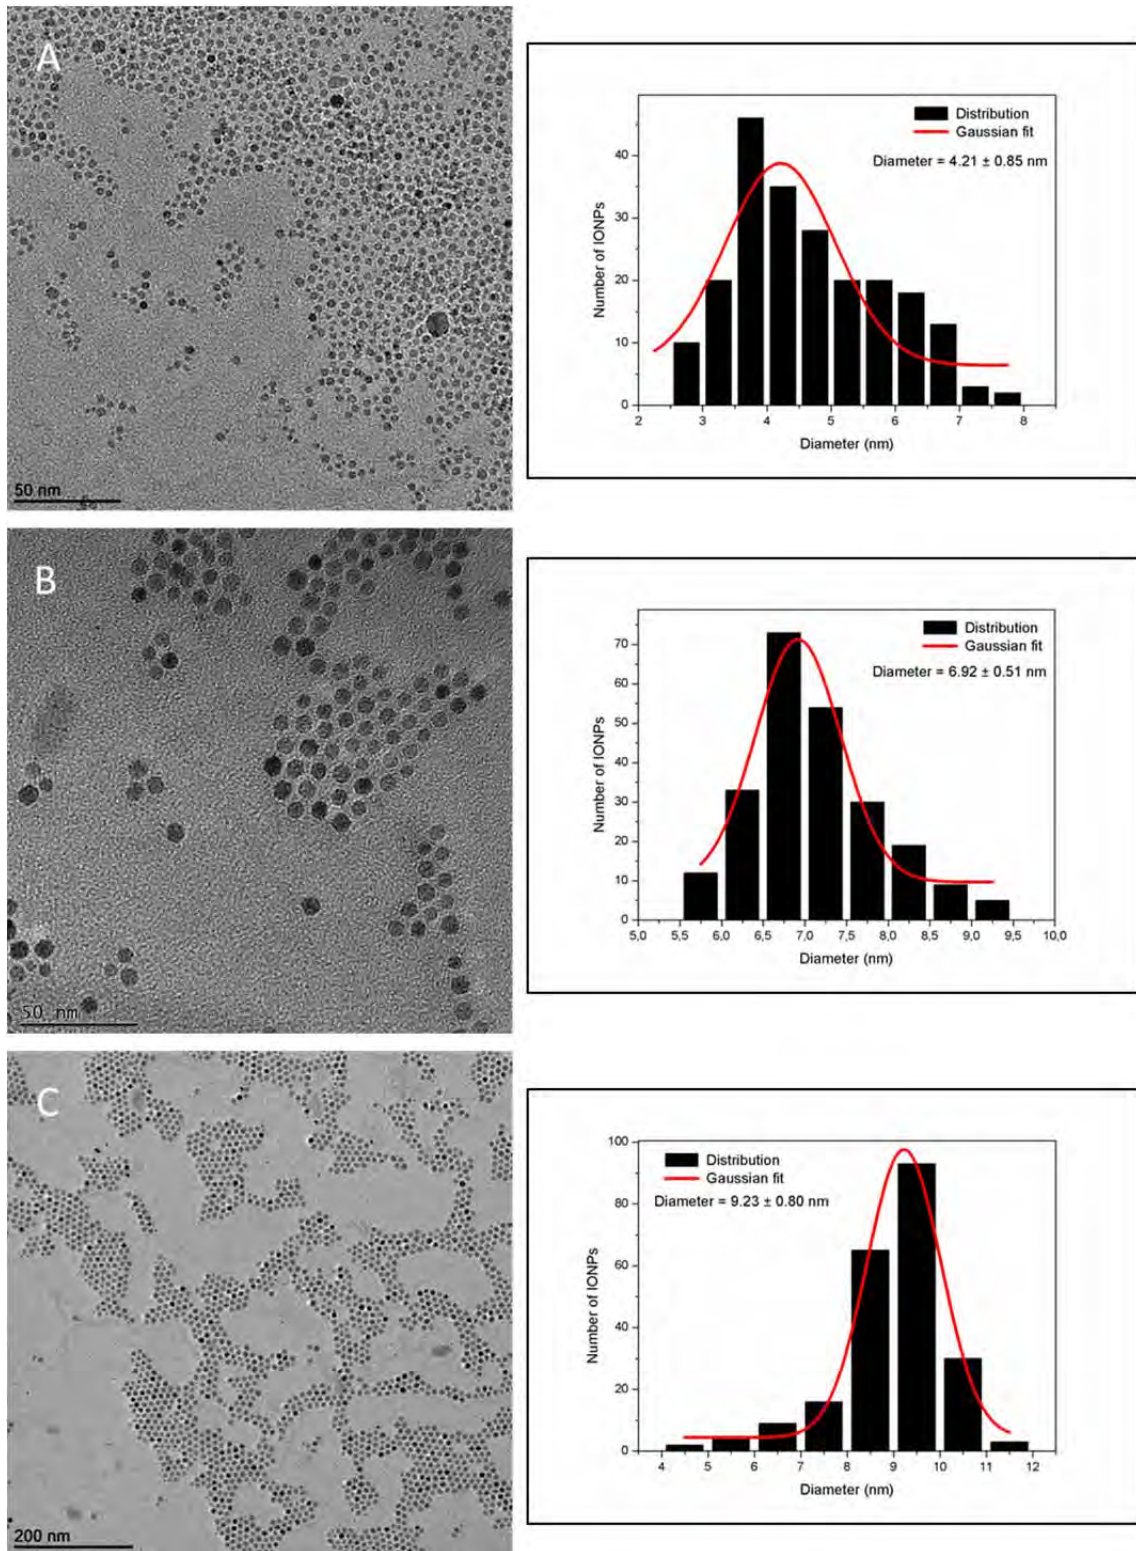 A
50 nm
Distribution
Gaussian fit
Diameter = 4.21 ± 0.85 nm
Number of IONPs
40
30
20
10
0
2 3 4 5 6 7 8
Diameter (nm)
B
50 nm
Distribution
Gaussian fit
Diameter = 6.92 ± 0.51 nm
Number of IONPs
70
60
50
40
30
20
10
0
5,0 5,5 6,0 6,5 7,0 7,5 8,0 8,5 9,0 9,5 10,0
Diameter (nm)
C
200 nm
Distribution
Gaussian fit
Diameter = 9.23 ± 0.80 nm
Number of IONPs
100
80
60
40
20
0
4 5 6 7 8 9 10 11 12
Diameter (nm)